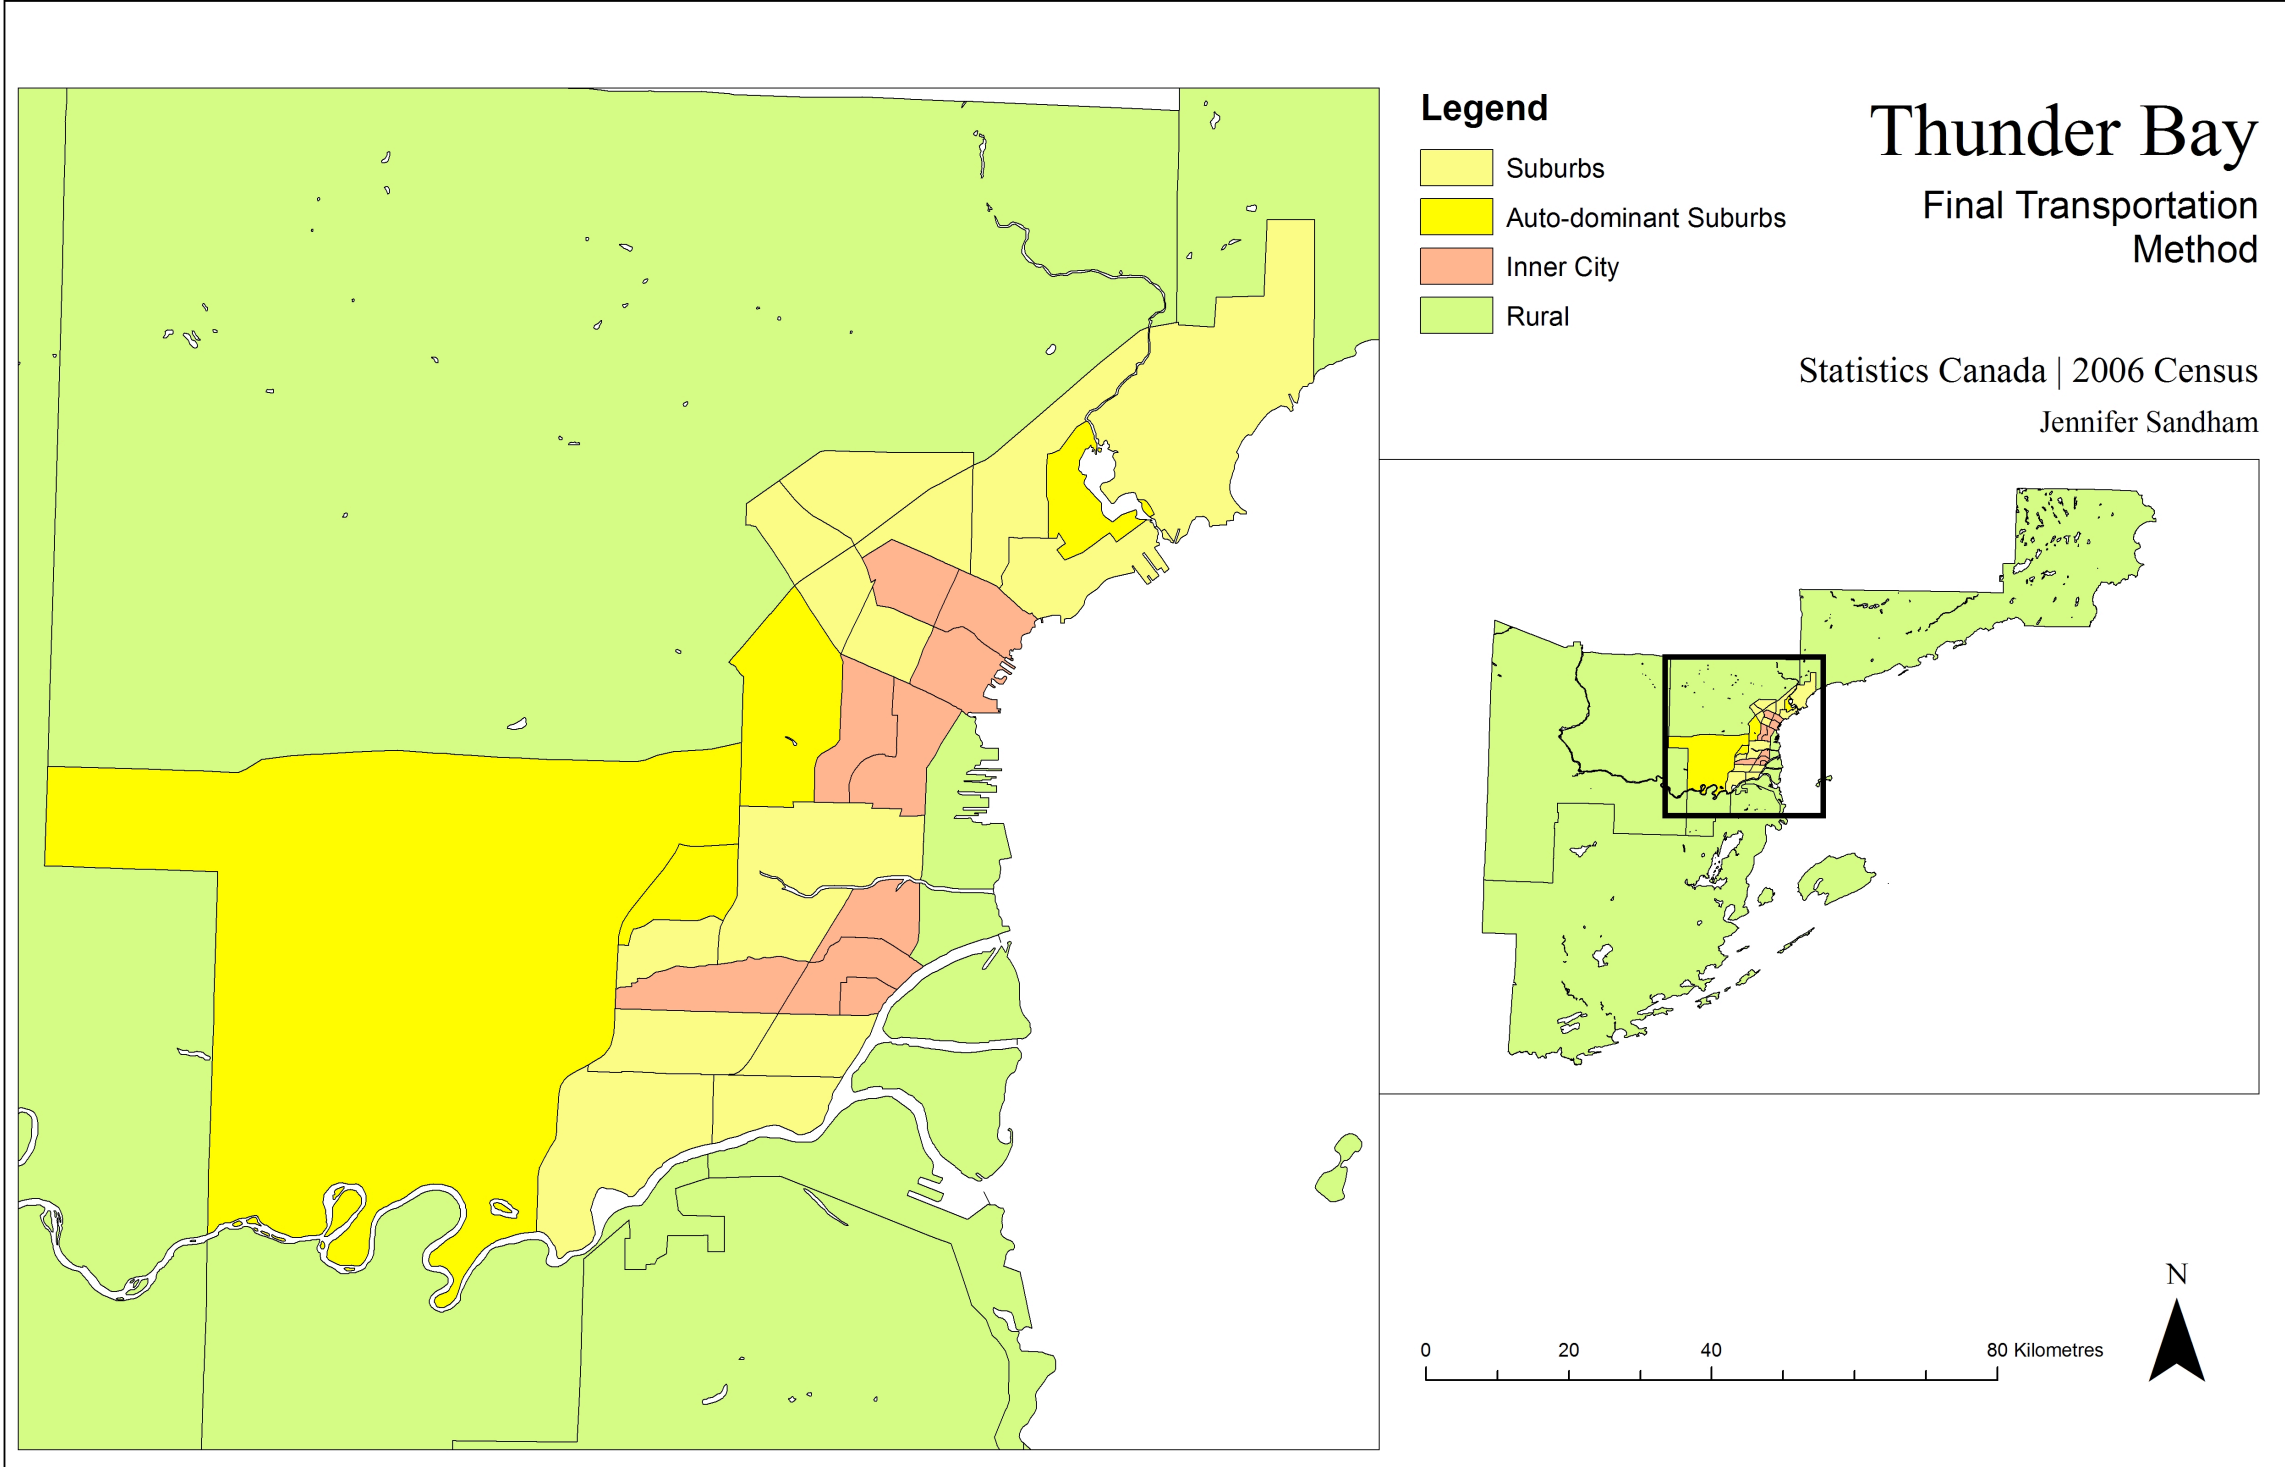 Legend
Suburbs
Auto-dominant Suburbs
Inner City
Rural
Thunder Bay
Final Transportation
Method
Statistics Canada | 2006 Census
Jennifer Sandham
N
0 20 40 80 Kilometres